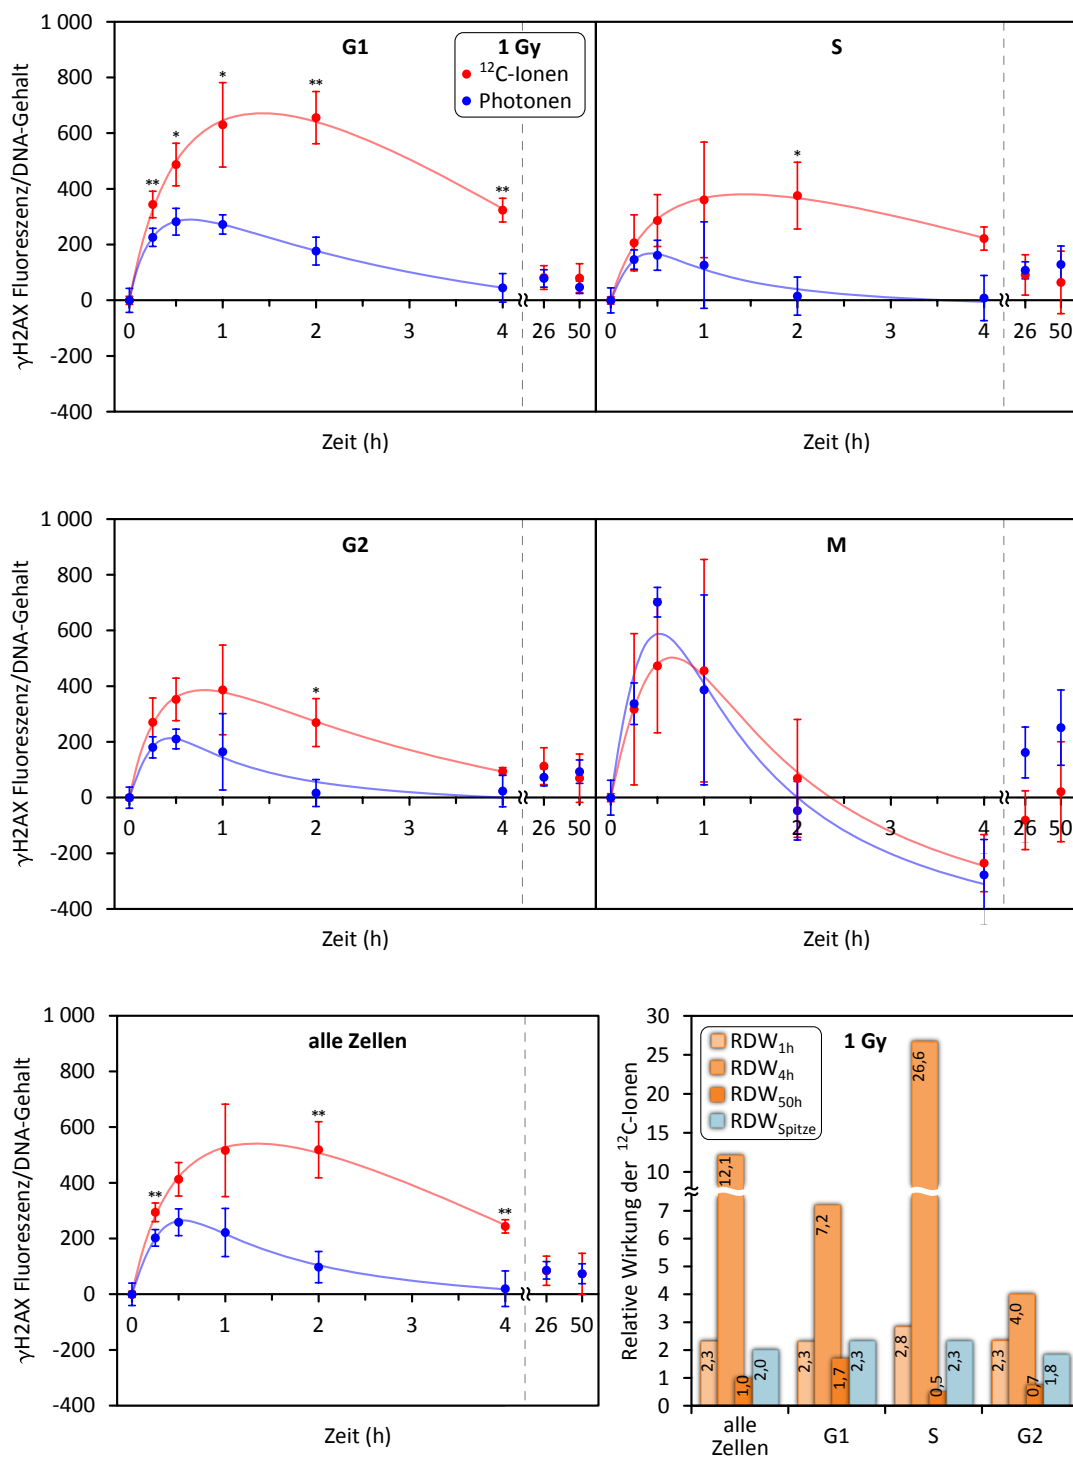 1 000
800
600
400
200
0
-200
-400
γH2AX Fluoreszenz/DNA-Gehalt
G1
1 Gy
¹²C-Ionen
Photonen
* ** * ** **
0 1 2 3 4 26 50
Zeit (h)
S
*
0 1 2 3 4 26 50
Zeit (h)
1 000
800
600
400
200
0
-200
-400
γH2AX Fluoreszenz/DNA-Gehalt
G2
*
0 1 2 3 4 26 50
Zeit (h)
M
0 1 2 3 4 26 50
Zeit (h)
1 000
800
600
400
200
0
-200
-400
γH2AX Fluoreszenz/DNA-Gehalt
alle Zellen
** ** **
0 1 2 3 4 26 50
Zeit (h)
30
25
20
15
10
7
6
5
4
3
2
1
0
Relative Wirkung der ¹²C-Ionen
RDW1h
RDW4h
RDW50h
RDWSpitze
1 Gy
2,3 12,1 1,0 2,0
2,3 7,2 1,7 2,3
2,8 26,6 0,5 2,3
2,3 4,0 0,7 1,8
alle
Zellen
G1
S
G2